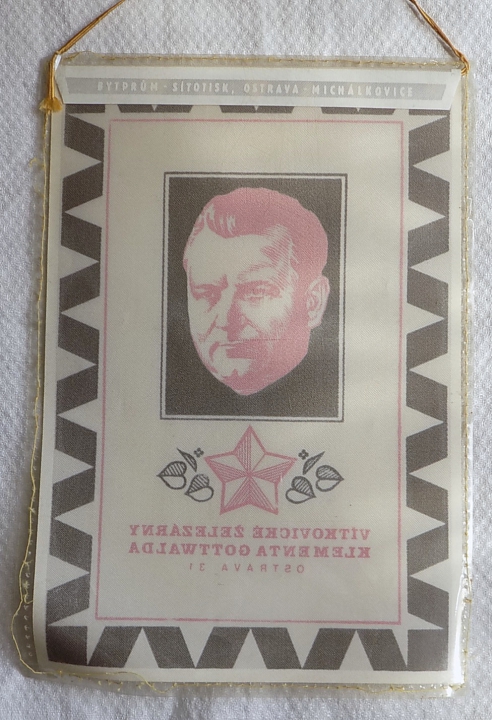 BYTPRŮM - SÍTOTISK, OSTRAVA - MICHÁLKOVICE
VÍTKOVICKÉ ŽELEZÁRNY
KLEMENTA GOTTWALDA
OSTRAVA 31